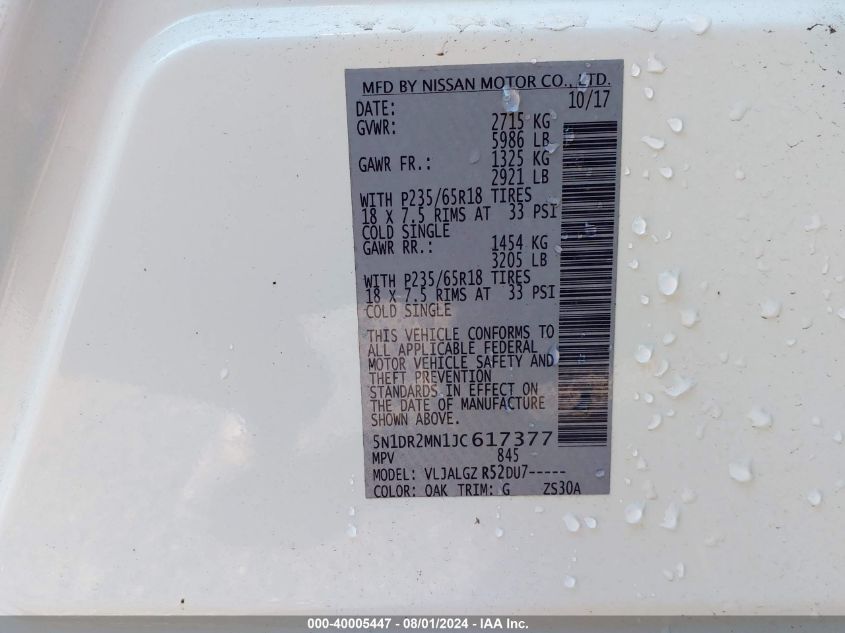 MFD BY NISSAN MOTOR CO., LTD.
DATE: 10/17
GVWR: 2715 KG
5986 LB
GAWR FR.: 1325 KG
2921 LB
WITH P235/65R18 TIRES
18 X 7.5 RIMS AT 33 PSI
COLD SINGLE
GAWR RR.: 1454 KG
3205 LB
WITH P235/65R18 TIRES
18 X 7.5 RIMS AT 33 PSI
COLD SINGLE
THIS VEHICLE CONFORMS TO
ALL APPLICABLE FEDERAL
MOTOR VEHICLE SAFETY AND
THEFT PREVENTION
STANDARDS IN EFFECT ON
THE DATE OF MANUFACTURE
SHOWN ABOVE.
5N1DR2MN1JC617377
MPV 845
MODEL: VLJALGZ R52DU7-----
COLOR: OAK TRIM: G ZS30A
000-40005447 - 08/01/2024 - IAA Inc.